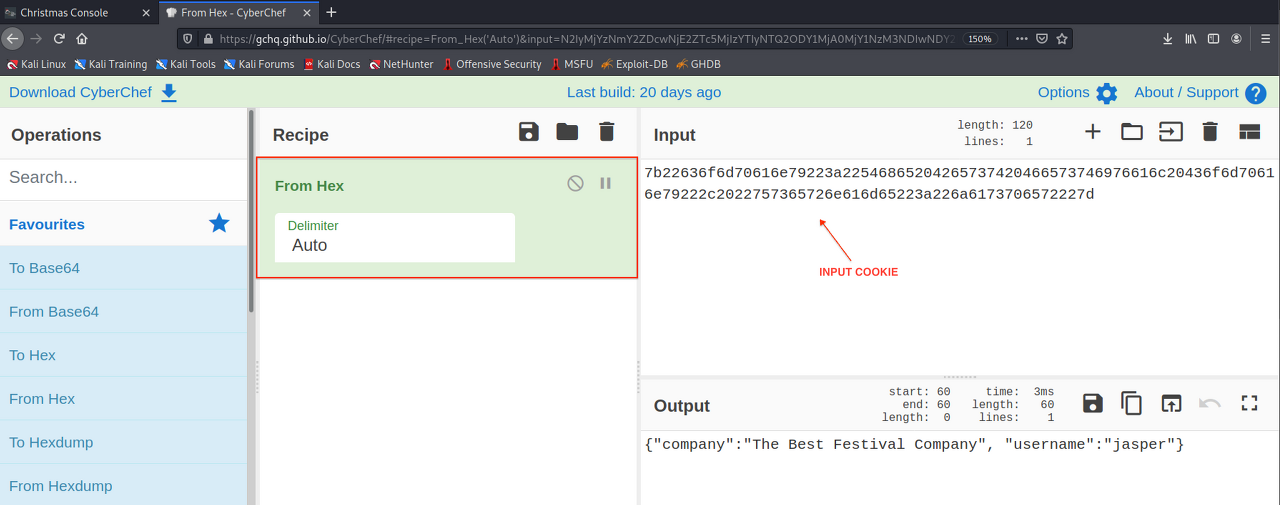 Christmas Console
From Hex - CyberChef
https://gchq.github.io/CyberChef/#recipe=From_Hex('Auto')&input=N2IyMjYzNmY2ZDcwNjE2ZTc5MjIzYTIyNTQ2ODY1MjA0MjY1NzM3NDIwNDY2
150%
Kali Linux Kali Training Kali Tools Kali Forums Kali Docs NetHunter Offensive Security MSFU Exploit-DB GHDB
Download CyberChef
Last build: 20 days ago
Options
About / Support
Operations
Search...
Favourites
To Base64
From Base64
To Hex
From Hex
To Hexdump
From Hexdump
Recipe
From Hex
Delimiter
Auto
Input
length: 120
lines: 1
7b22636f6d70616e79223a22546865204265737420466573746976616c20436f6d7061
6e79222c2022757365726e616d65223a226a6173706572227d
INPUT COOKIE
Output
start: 60 time: 3ms
end: 60 length: 60
length: 0 lines: 1
{"company":"The Best Festival Company", "username":"jasper"}